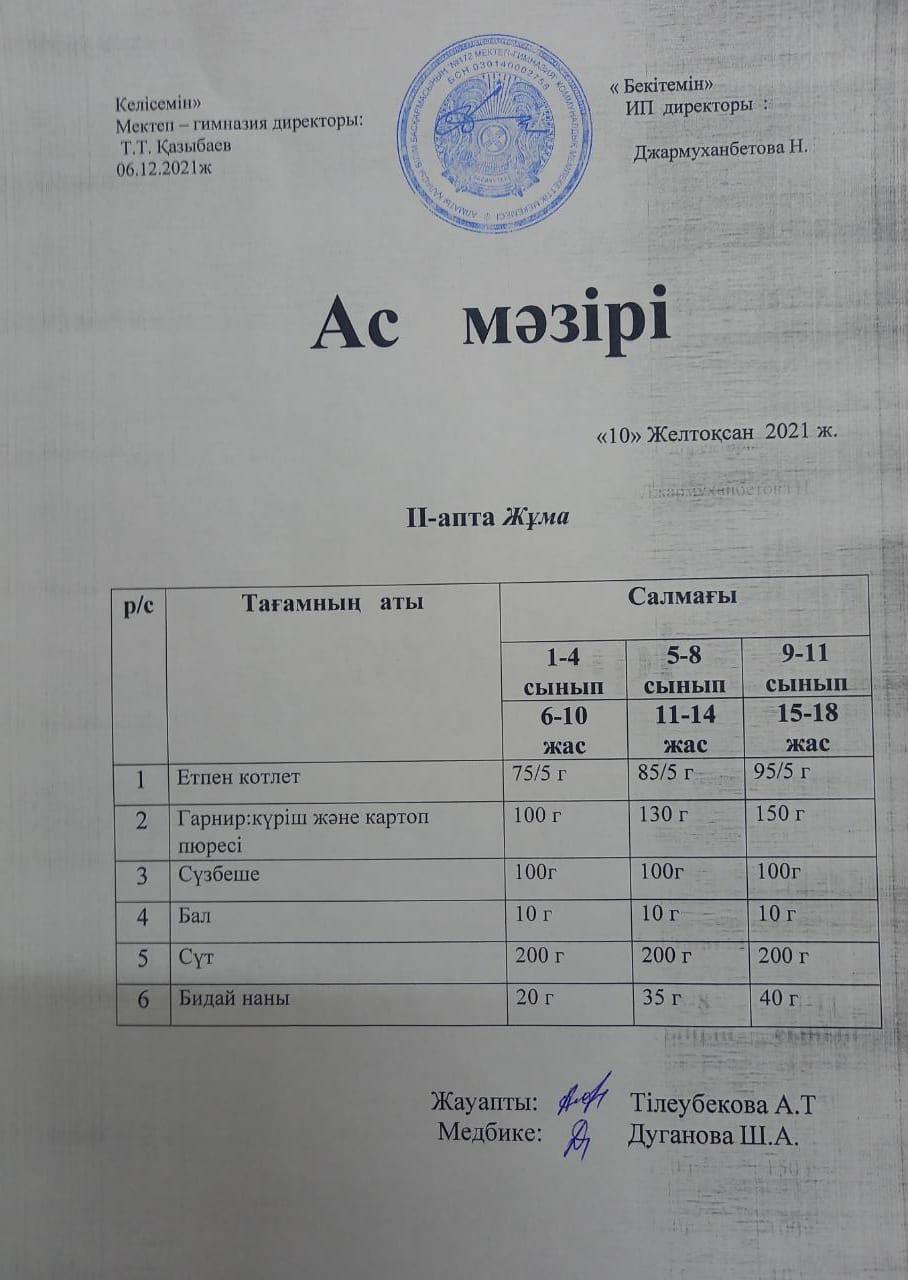 Келісемін»
Мектеп – гимназия директоры:
Т.Т. Қазыбаев
06.12.2021ж
« Бекітемін»
ИП директоры :
Джармуханбетова Н.
БСН 030140002758
Ас мәзірі
«10» Желтоқсан 2021 ж.
Джармуханбетова Н
ІІ-апта Жұма
р/с Тағамның аты Салмағы
1-4 сынып 5-8 сынып 9-11 сынып
6-10 жас 11-14 жас 15-18 жас
1 Етпен котлет 75/5 г 85/5 г 95/5 г
2 Гарнир:күріш және картоп 100 г 130 г 150 г
пюресі
3 Сүзбеше 100г 100г 100г
4 Бал 10 г 10 г 10 г
5 Сүт 200 г 200 г 200 г
6 Бидай наны 20 г 35 г 40 г
Жауапты: Тілеубекова А.Т
Медбике: Дуганова Ш.А.